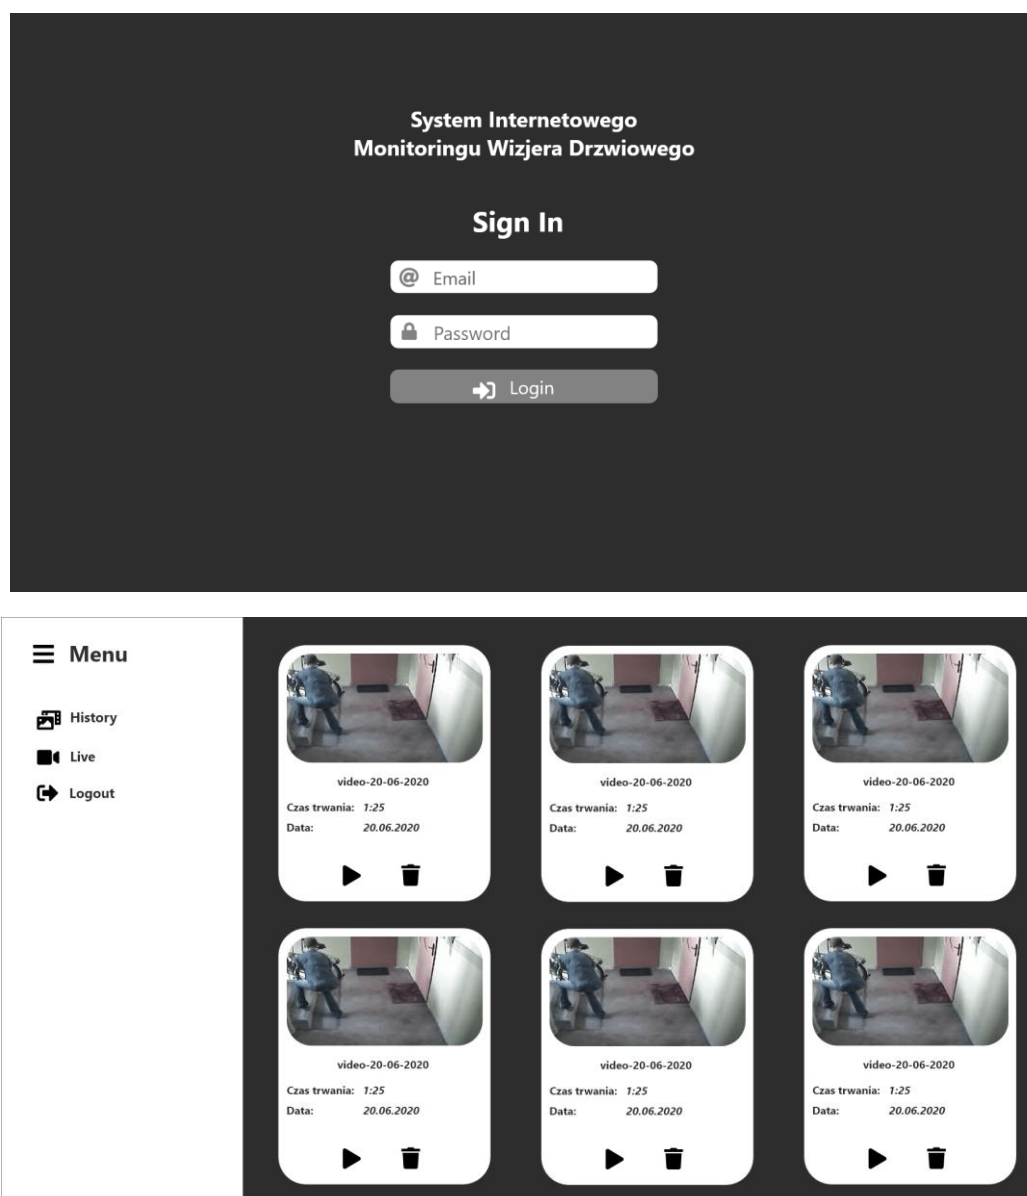 System Internetowego
Monitoringu Wizjera Drzwiowego
Sign In
Email
Password
Login
Menu
History
Live
Logout
video-20-06-2020
Czas trwania: 1:25
Data: 20.06.2020
video-20-06-2020
Czas trwania: 1:25
Data: 20.06.2020
video-20-06-2020
Czas trwania: 1:25
Data: 20.06.2020
video-20-06-2020
Czas trwania: 1:25
Data: 20.06.2020
video-20-06-2020
Czas trwania: 1:25
Data: 20.06.2020
video-20-06-2020
Czas trwania: 1:25
Data: 20.06.2020